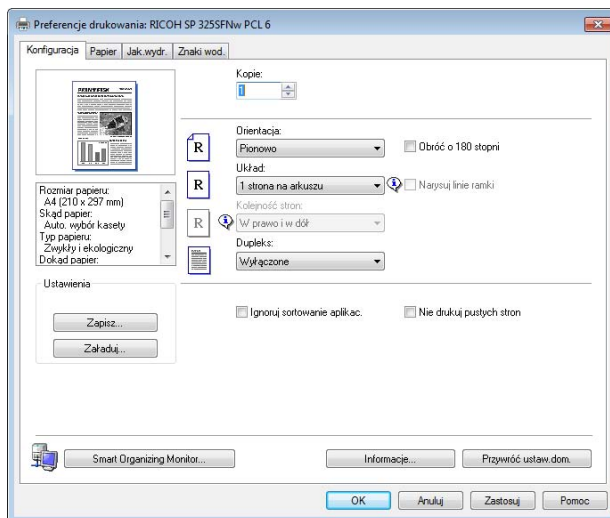 Preferencje drukowania: RICOH SP 325SFNw PCL 6
Konfiguracja
Papier
Jak.wydr.
Znaki wod.
Kopie:
1
Orientacja:
R
Pionowo
Obróć o 180 stopni
Układ:
R
1 strona na arkuszu
Narysuj linie ramki
Kolejność stron:
R
W prawo i w dół
Dupleks:
Wyłączone
Rozmiar papieru:
A4 (210 x 297 mm)
Skąd papier:
Auto. wybór kasety
Typ papieru:
Zwykły i ekologiczny
Dokąd papier:
Ustawienia
Zapisz...
Załaduj...
Ignoruj sortowanie aplikac.
Nie drukuj pustych stron
Smart Organizing Monitor...
Informacje...
Przywróć ustaw.dom.
OK
Anuluj
Zastosuj
Pomoc